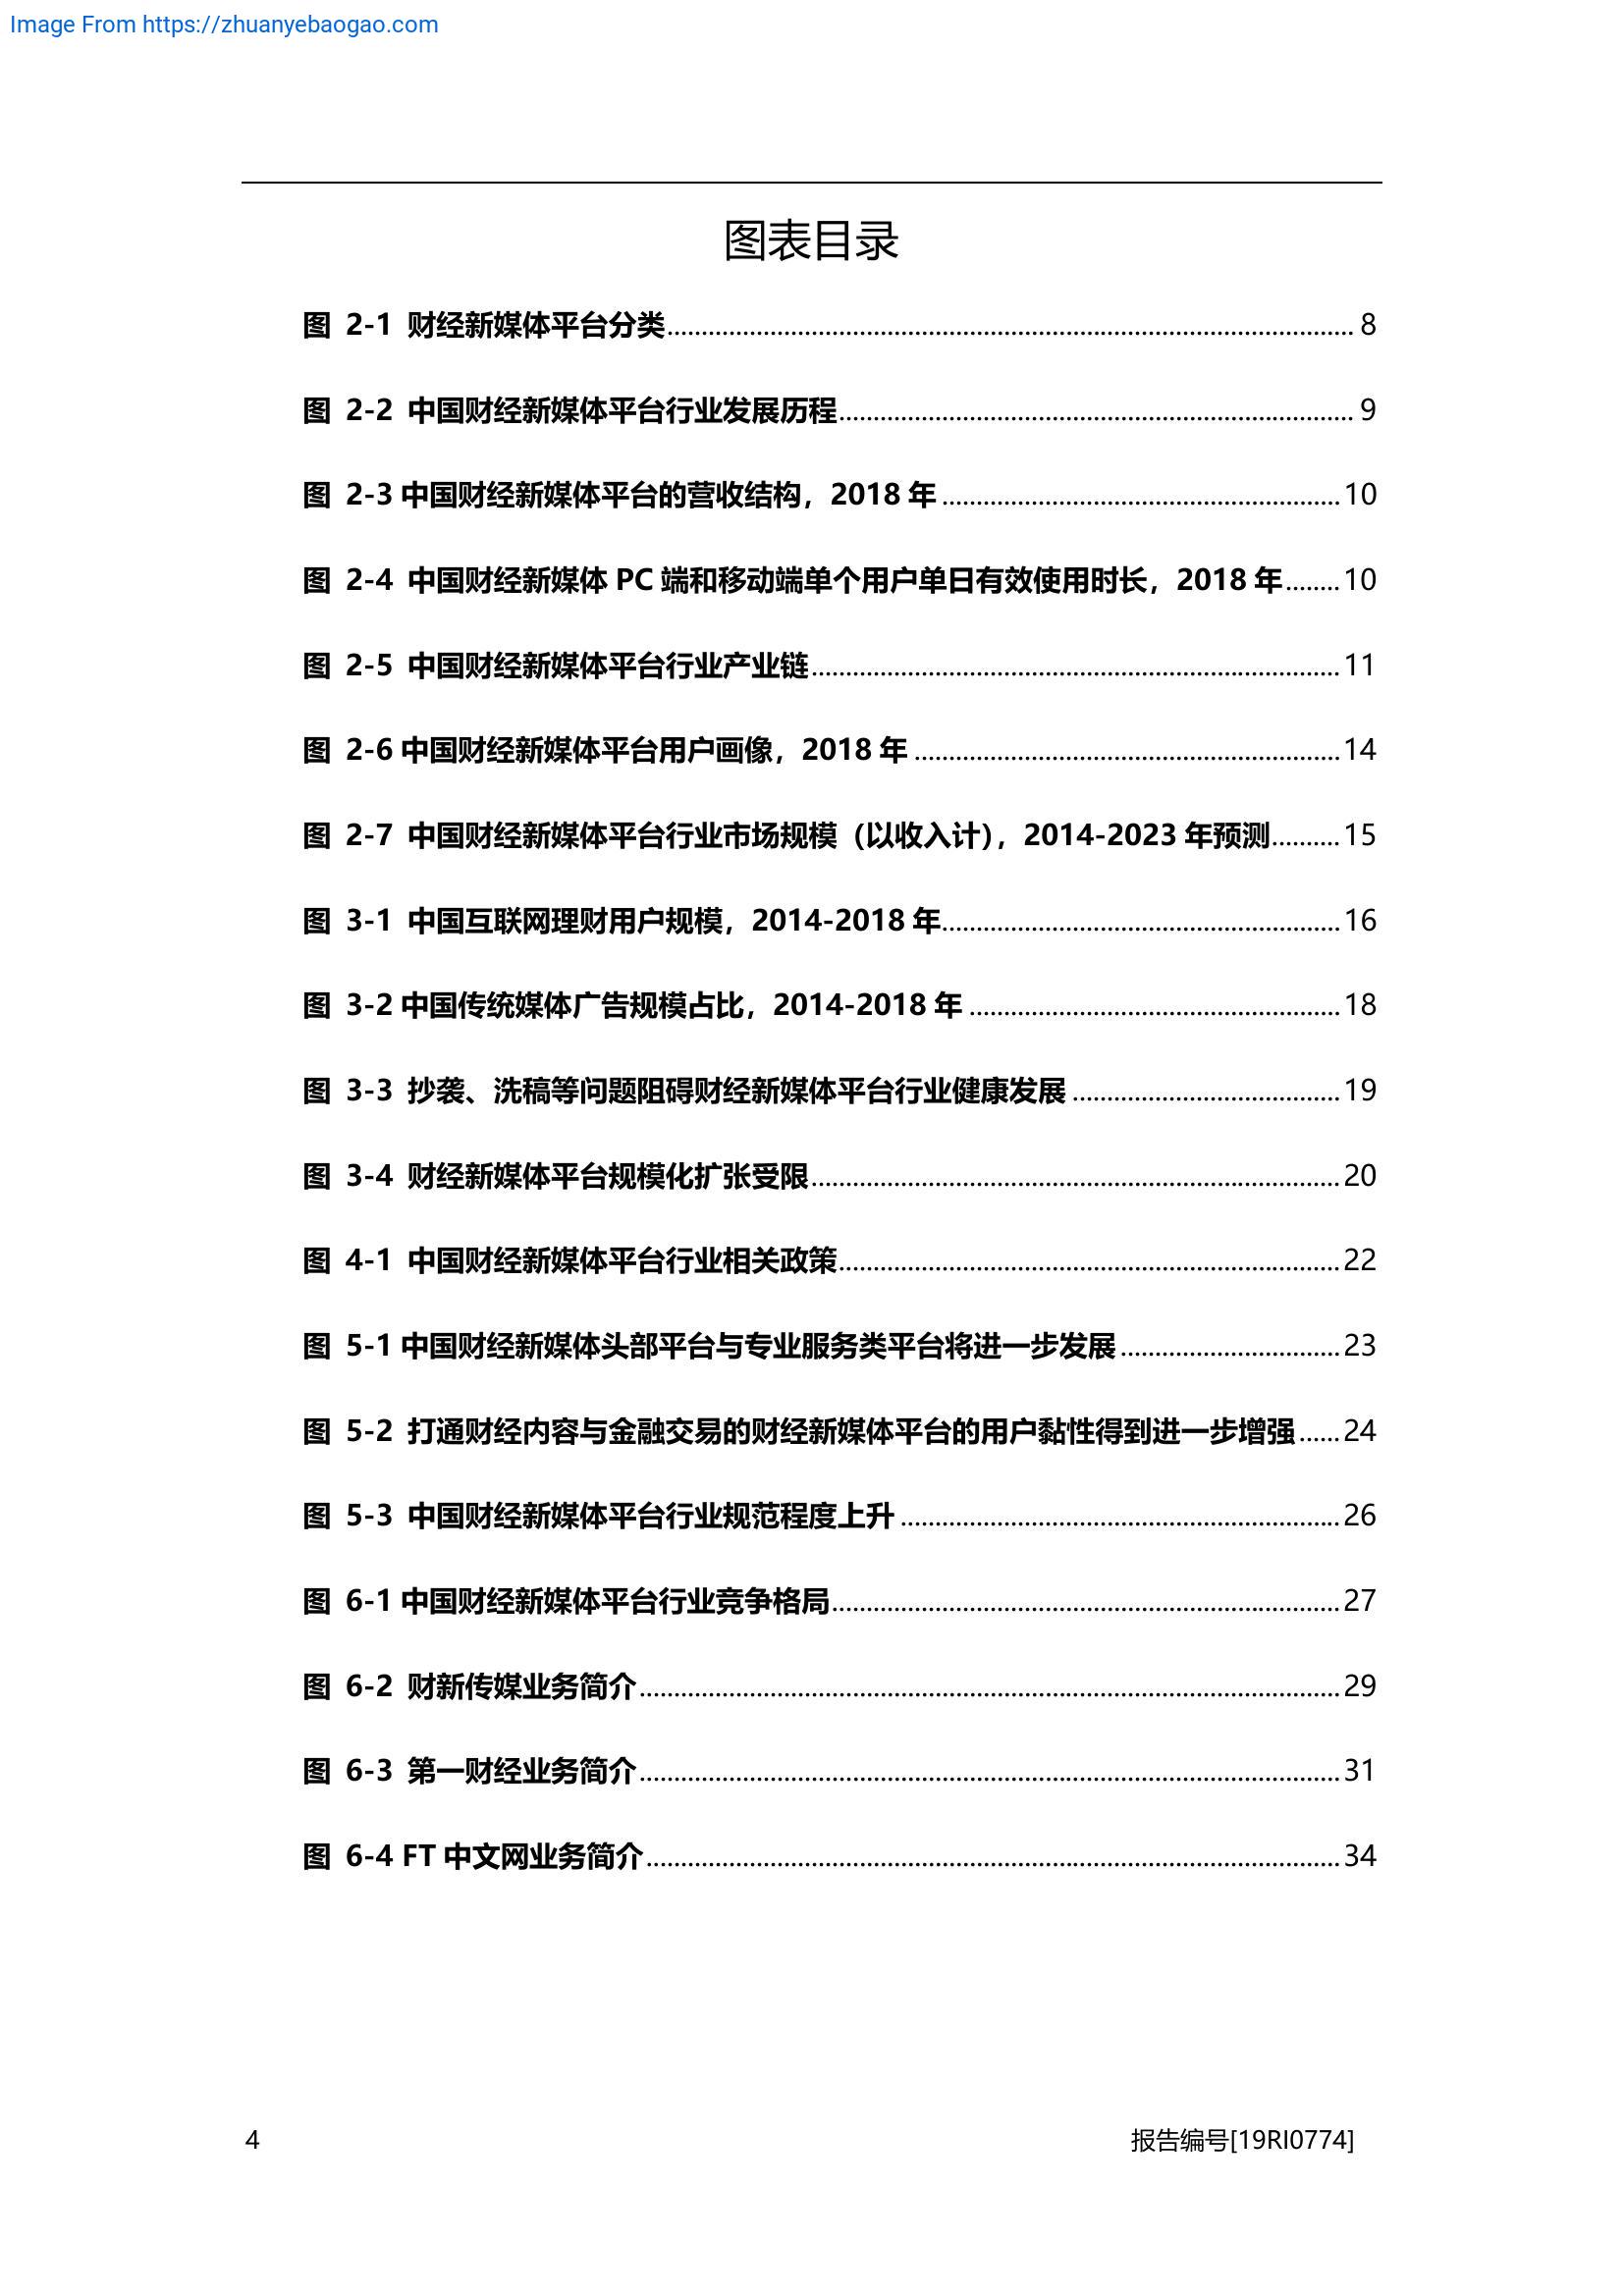 Image From https://zhuanyebaogao.com
图表目录
图 2-1 财经新媒体平台分类........................................ 8
图 2-2 中国财经新媒体平台行业发展历程........................................ 9
图 2-3 中国财经新媒体平台的营收结构，2018 年........................................ 10
图 2-4 中国财经新媒体 PC 端和移动端单个用户单日有效使用时长，2018 年........ 10
图 2-5 中国财经新媒体平台行业产业链........................................ 11
图 2-6 中国财经新媒体平台用户画像，2018 年........................................ 14
图 2-7 中国财经新媒体平台行业市场规模（以收入计），2014-2023 年预测.......... 15
图 3-1 中国互联网理财用户规模，2014-2018 年........................................ 16
图 3-2 中国传统媒体广告规模占比，2014-2018 年........................................ 18
图 3-3 抄袭、洗稿等问题阻碍财经新媒体平台行业健康发展........................................ 19
图 3-4 财经新媒体平台规模化扩张受限........................................ 20
图 4-1 中国财经新媒体平台行业相关政策........................................ 22
图 5-1 中国财经新媒体头部平台与专业服务类平台将进一步发展................................ 23
图 5-2 打通财经内容与金融交易的财经新媒体平台的用户黏性得到进一步增强...... 24
图 5-3 中国财经新媒体平台行业规范程度上升........................................ 26
图 6-1 中国财经新媒体平台行业竞争格局........................................ 27
图 6-2 财新传媒业务简介........................................ 29
图 6-3 第一财经业务简介........................................ 31
图 6-4 FT 中文网业务简介........................................ 34
4 报告编号[19RI0774]